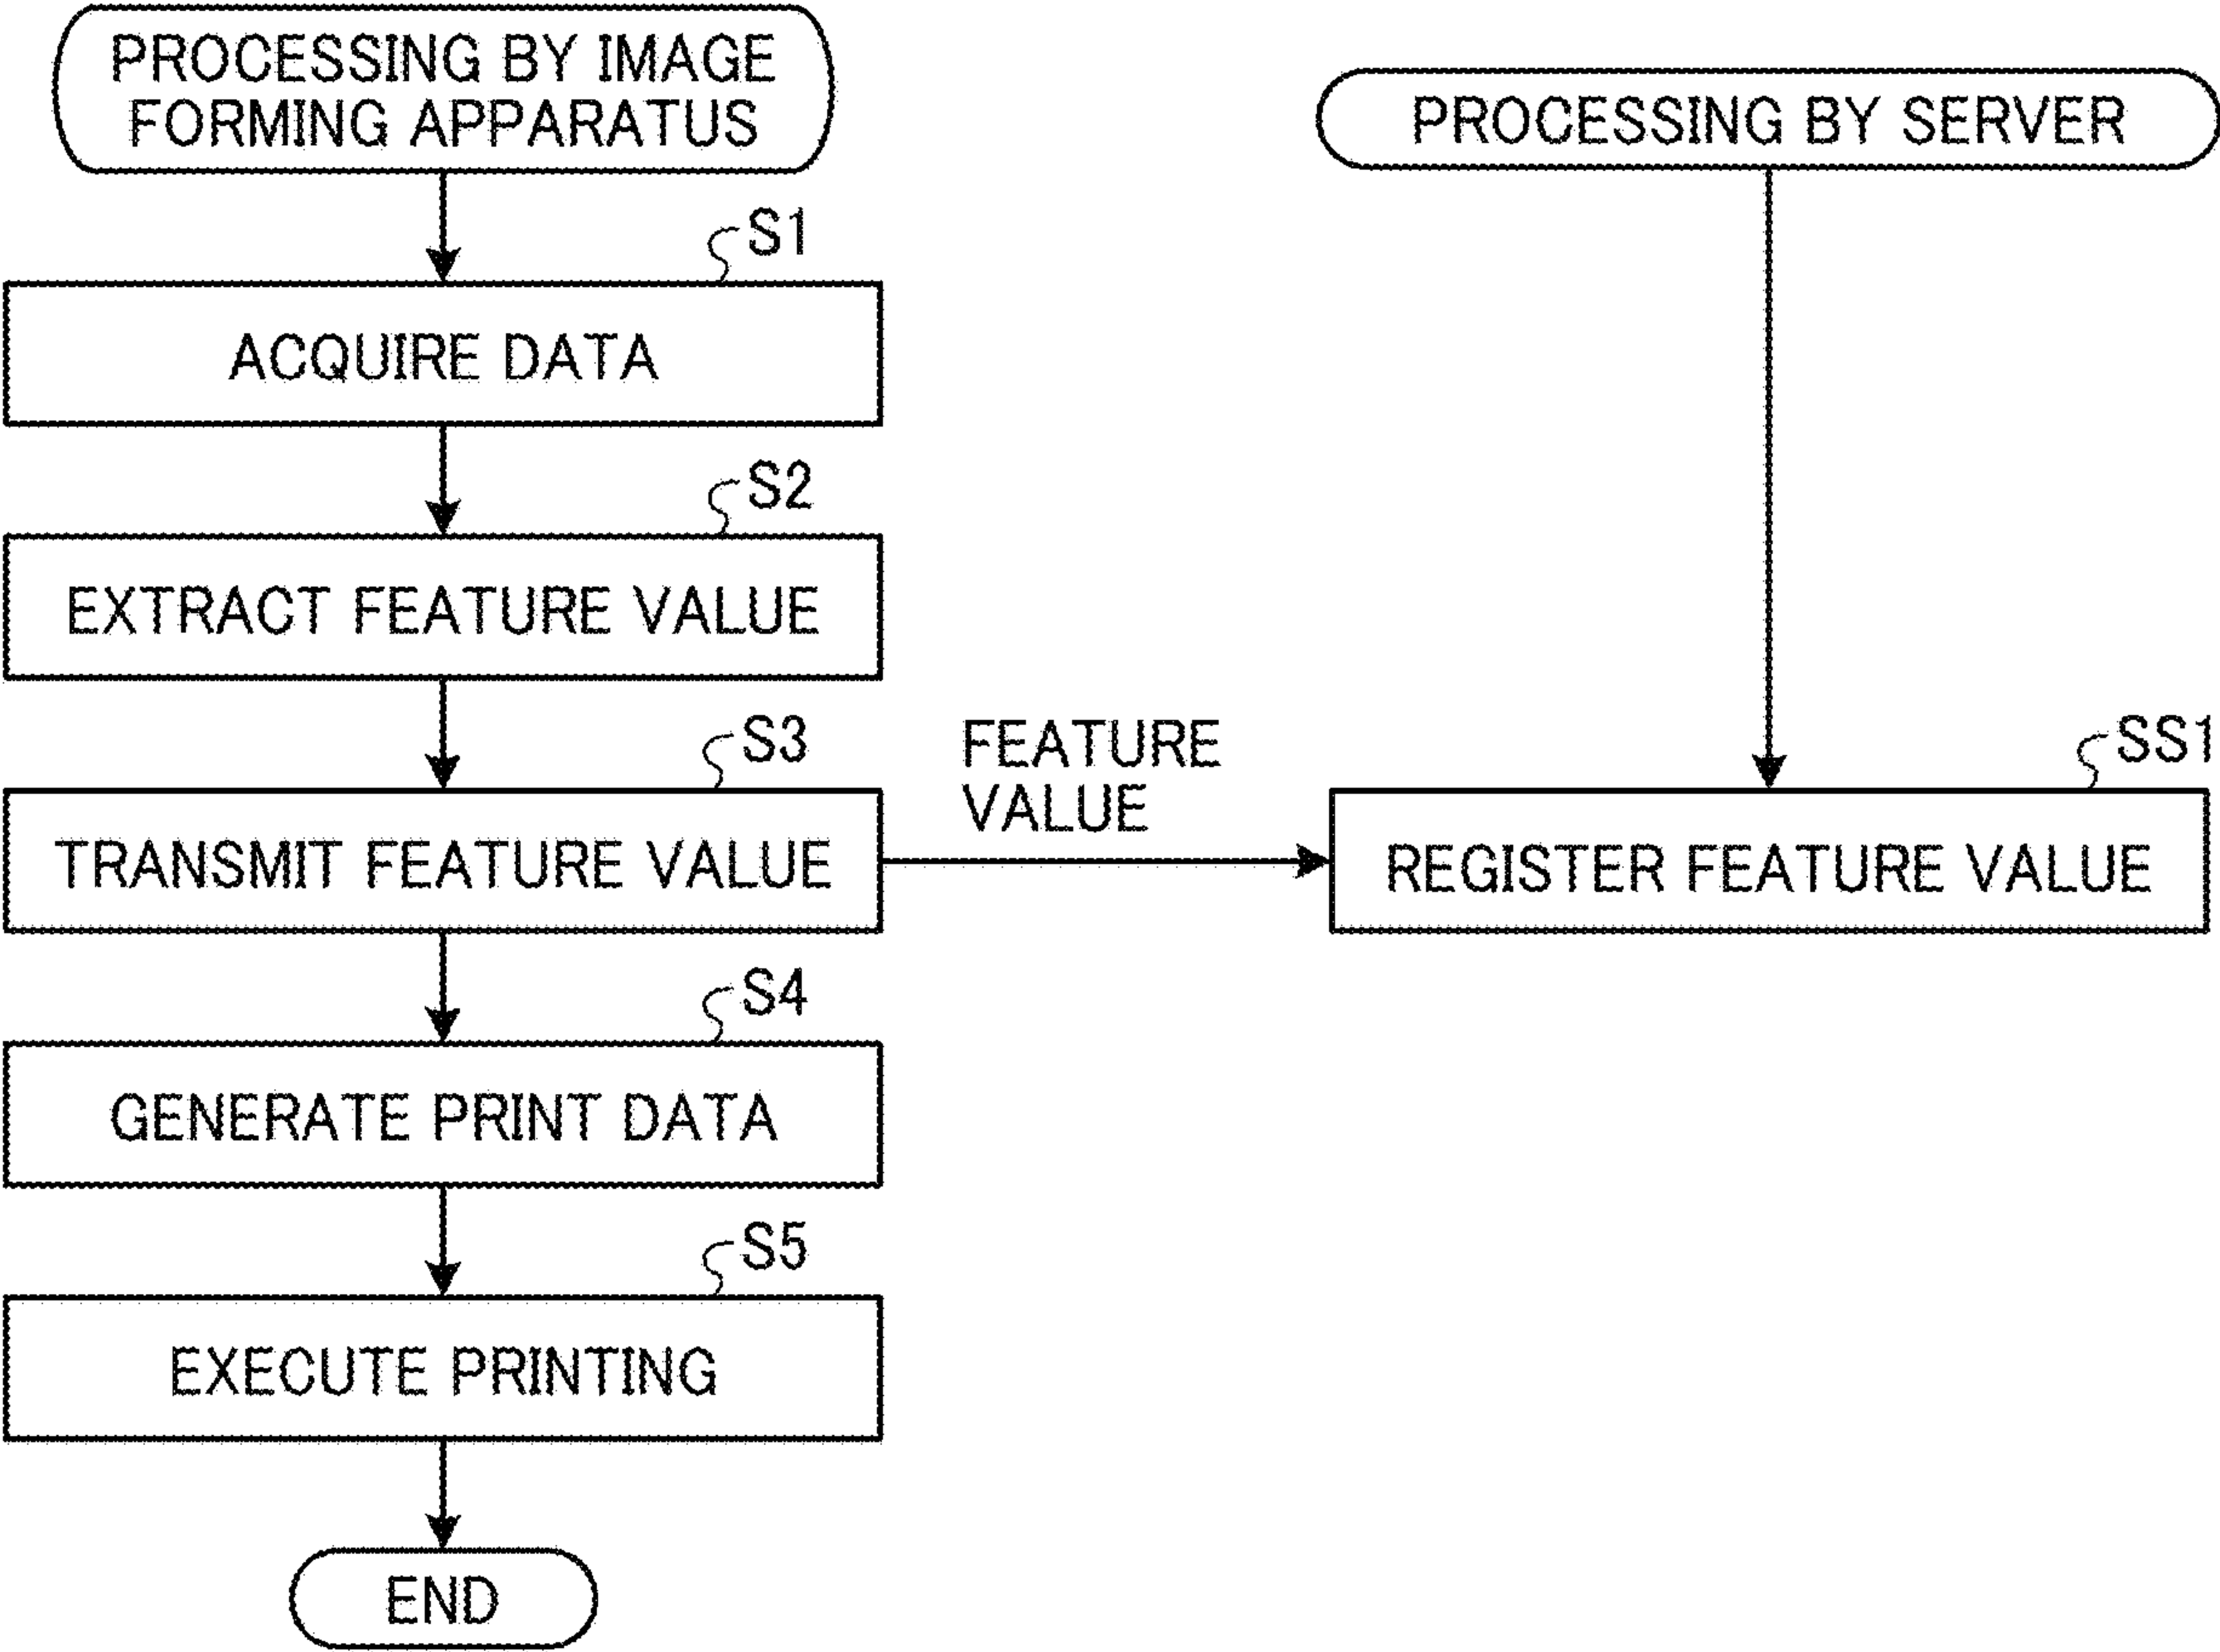 PROCESSING BY IMAGE
FORMING APPARATUS
S1
ACQUIRE DATA
S2
EXTRACT FEATURE VALUE
S3
TRANSMIT FEATURE VALUE
S4
GENERATE PRINT DATA
S5
EXECUTE PRINTING
END
FEATURE
VALUE
PROCESSING BY SERVER
SS1
REGISTER FEATURE VALUE